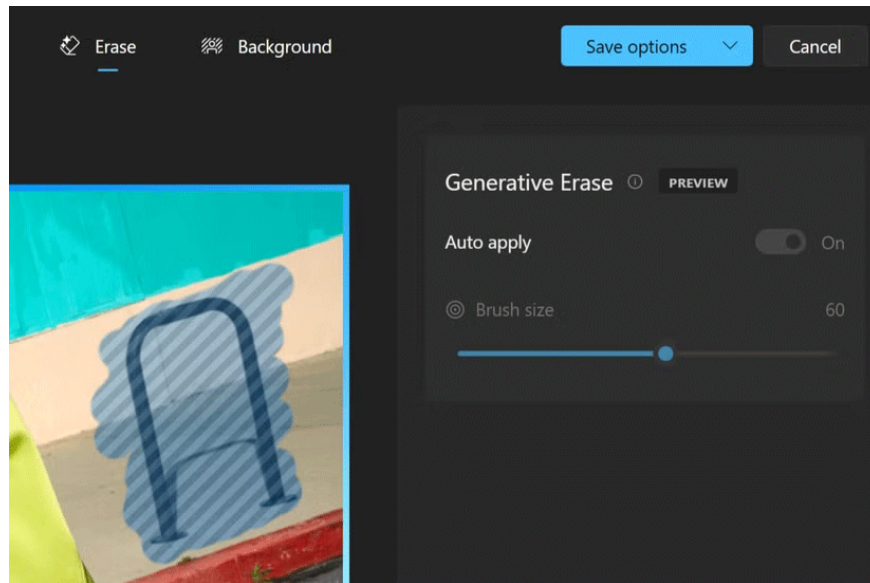 Erase
Background
Save options
Cancel
Generative Erase
PREVIEW
Auto apply
On
Brush size
60